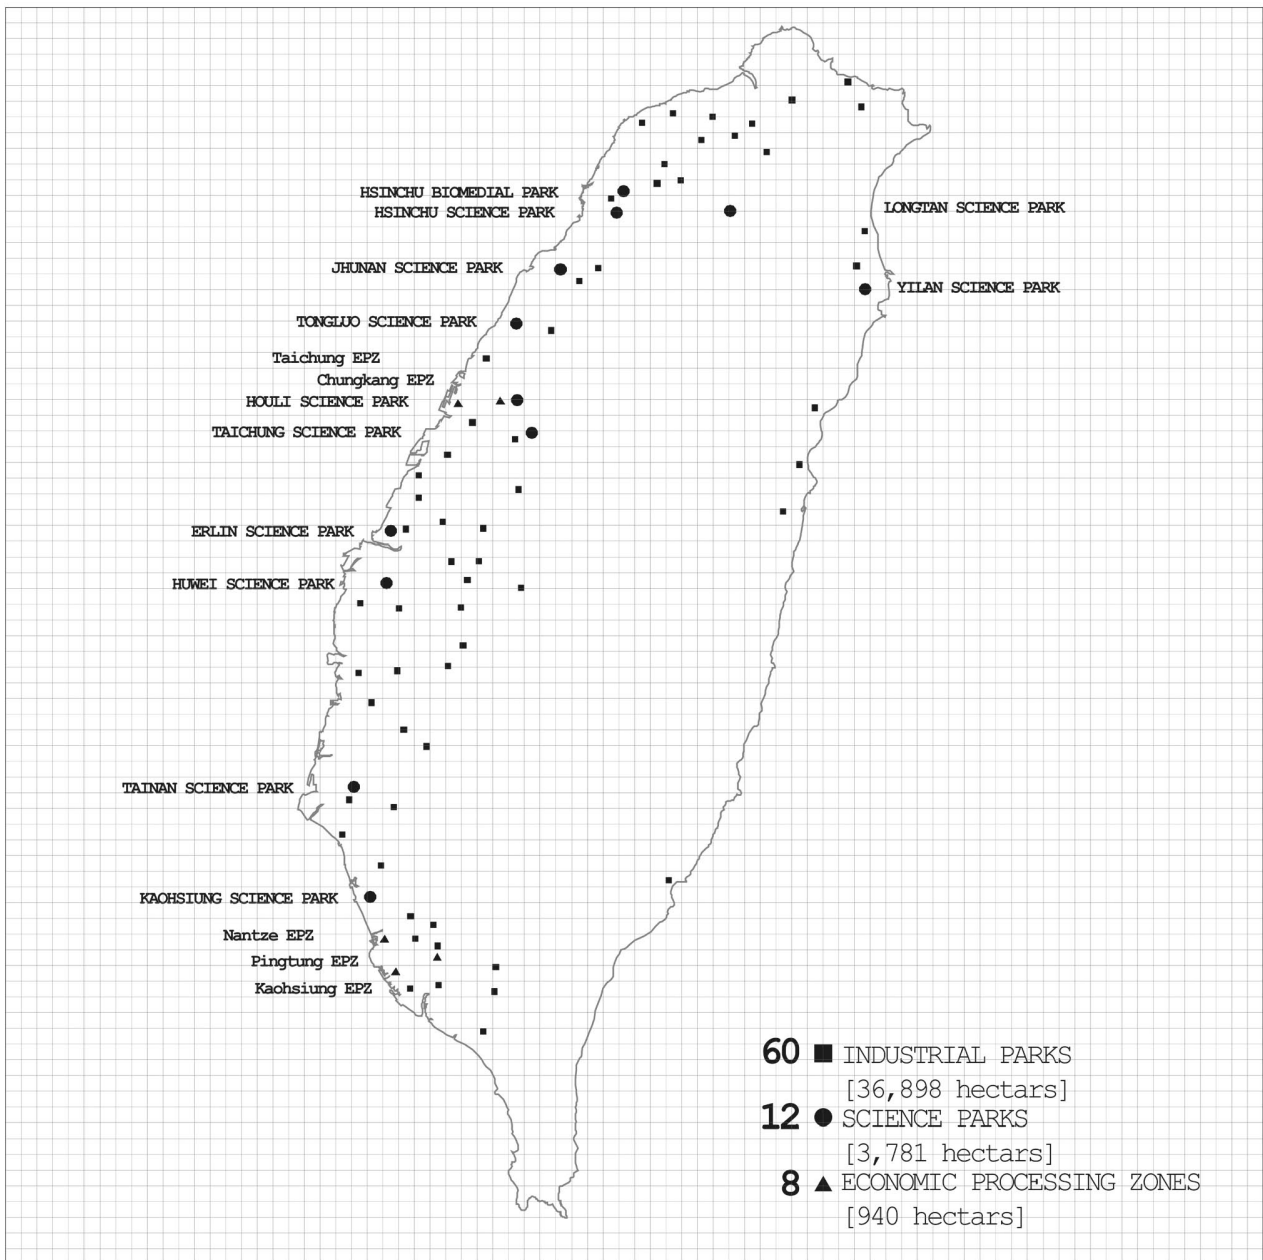 HSINCHU BIOMEDIAL PARK
HSINCHU SCIENCE PARK
LONGTAN SCIENCE PARK
JHUNAN SCIENCE PARK
YILAN SCIENCE PARK
TONGLUO SCIENCE PARK
Taichung EPZ
Chungkang EPZ
HOULI SCIENCE PARK
TAICHUNG SCIENCE PARK
ERLIN SCIENCE PARK
HUWEI SCIENCE PARK
TAINAN SCIENCE PARK
KAOHSIUNG SCIENCE PARK
Nantze EPZ
Pingtung EPZ
Kaohsiung EPZ
60 INDUSTRIAL PARKS
[36,898 hectars]
12 SCIENCE PARKS
[3,781 hectars]
8 ECONOMIC PROCESSING ZONES
[940 hectars]